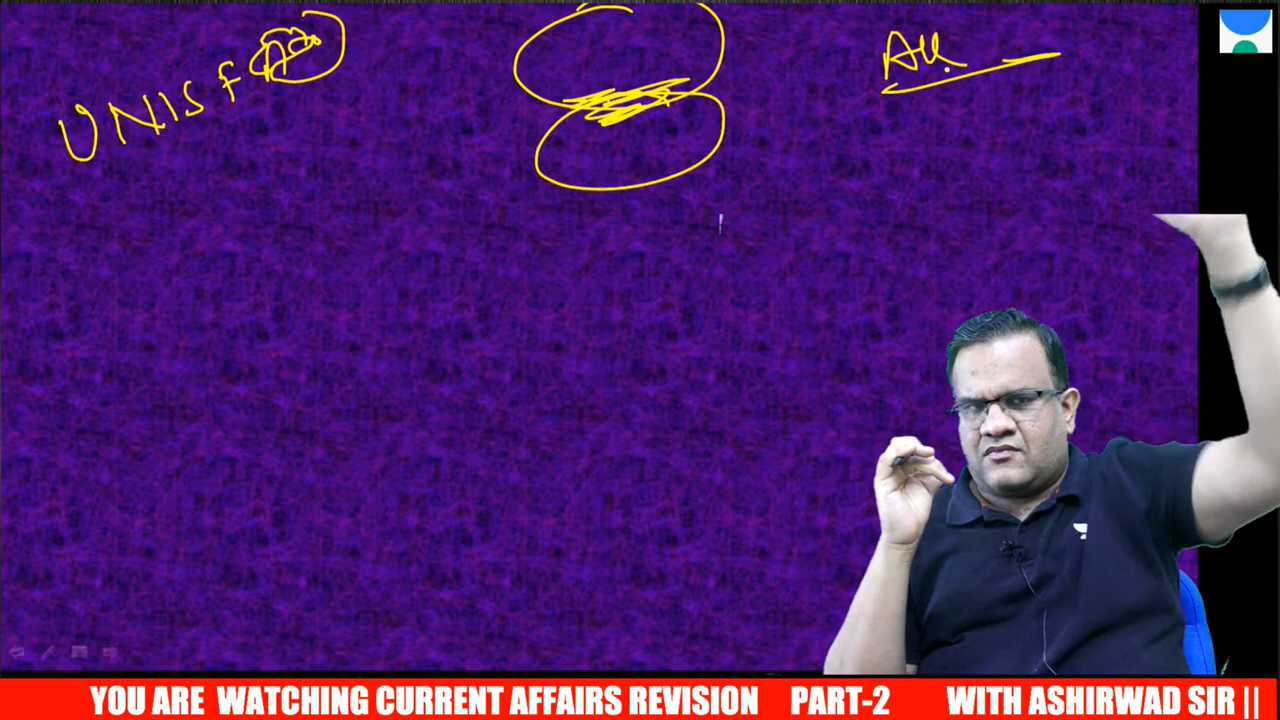 UNISf
AU
YOU ARE WATCHING CURRENT AFFAIRS REVISION PART-2 WITH ASHIRWAD SIR ||